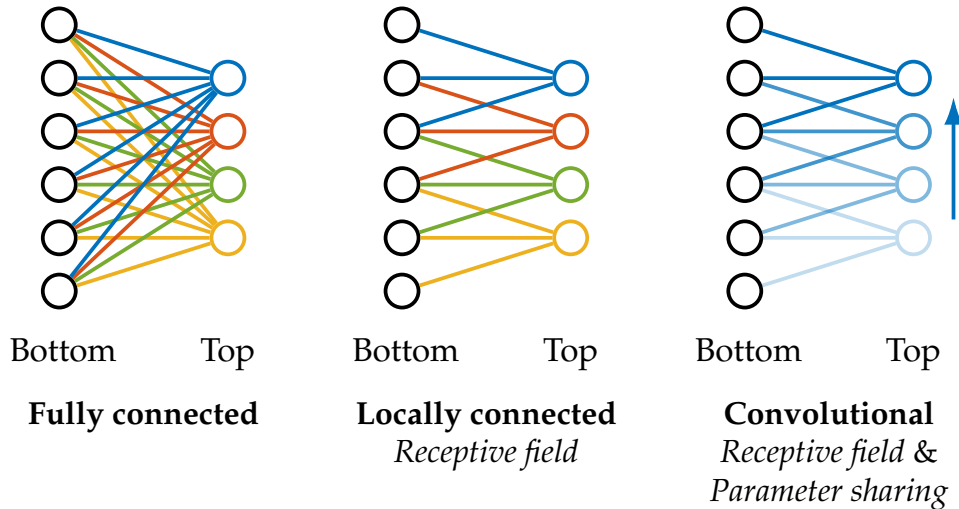 Bottom Top
Fully connected
Bottom Top
Locally connected
Receptive field
Bottom Top
Convolutional
Receptive field &
Parameter sharing